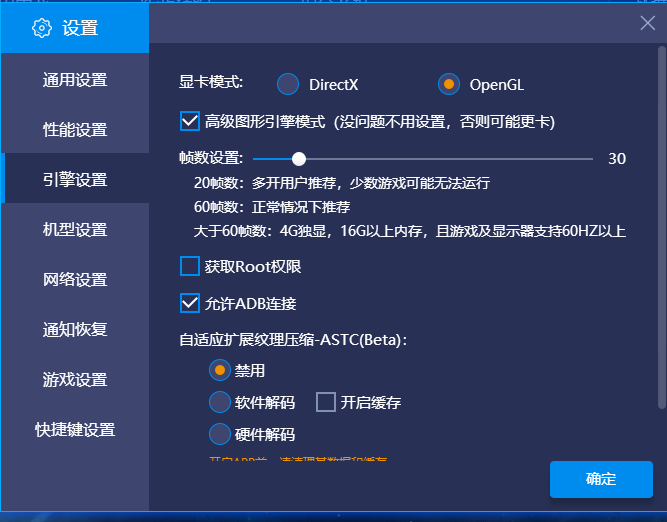 设置
通用设置
性能设置
引擎设置
机型设置
网络设置
通知恢复
游戏设置
快捷键设置
显卡模式: DirectX OpenGL
高级图形引擎模式（没问题不用设置，否则可能更卡）
帧数设置: 30
20帧数：多开用户推荐，少数游戏可能无法运行
60帧数：正常情况下推荐
大于60帧数：4G独显，16G以上内存，且游戏及显示器支持60HZ以上
获取Root权限
允许ADB连接
自适应扩展纹理压缩-ASTC(Beta)：
禁用
软件解码 开启缓存
硬件解码
确定